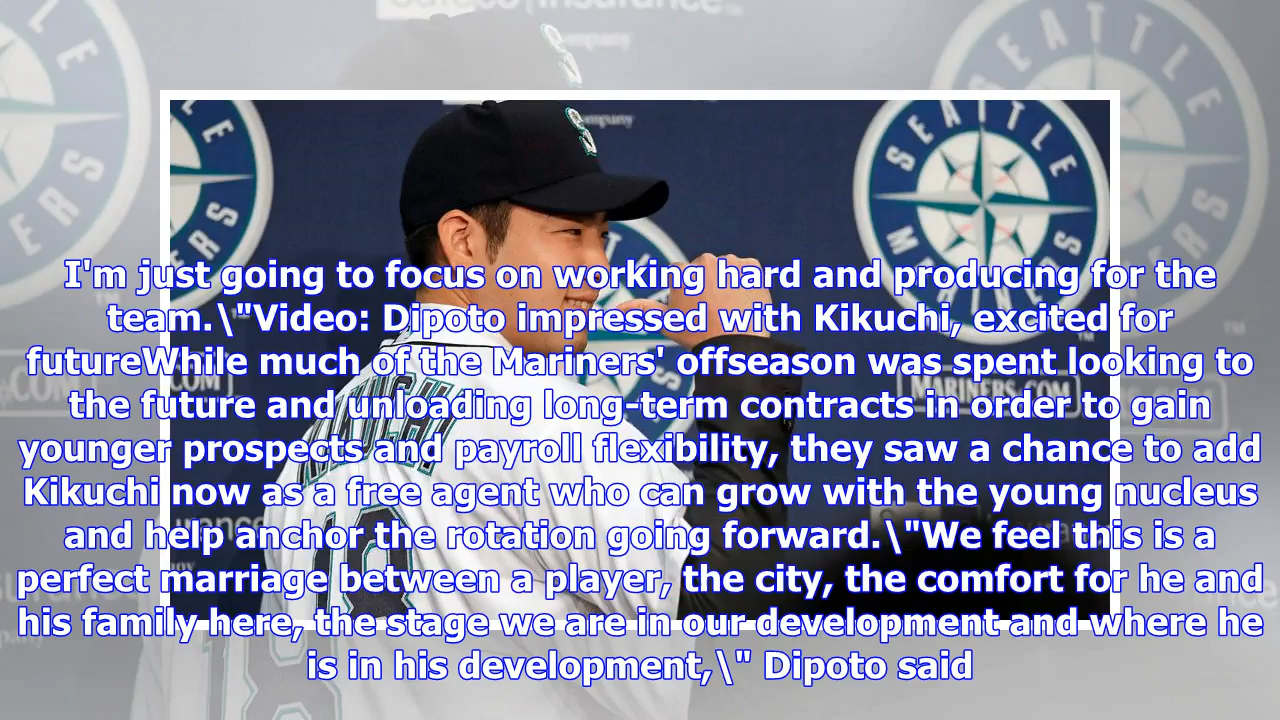 I'm just going to focus on working hard and producing for the
team.\"Video: Dipoto impressed with Kikuchi, excited for
futureWhile much of the Mariners' offseason was spent looking to
the future and unloading long-term contracts in order to gain
younger prospects and payroll flexibility, they saw a chance to add
Kikuchi now as a free agent who can grow with the young nucleus
and help anchor the rotation going forward.\"We feel this is a
perfect marriage between a player, the city, the comfort for he and
his family here, the stage we are in our development and where he
is in his development,\" Dipoto said
SEATTLE
MARINERS.COM
KIKUCHI
18